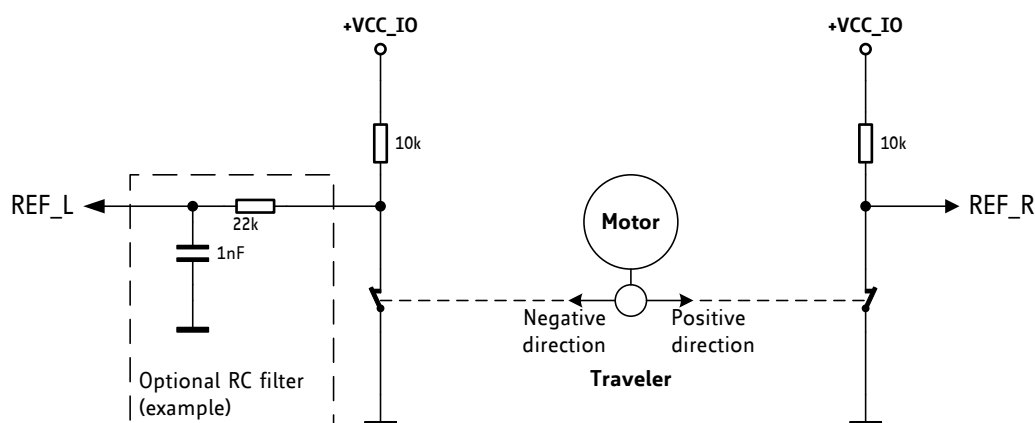 +VCC_IO
+VCC_IO
10k
10k
REF_L
22k
1nF
Motor
REF_R
Negative
direction
Positive
direction
Traveler
Optional RC filter
(example)